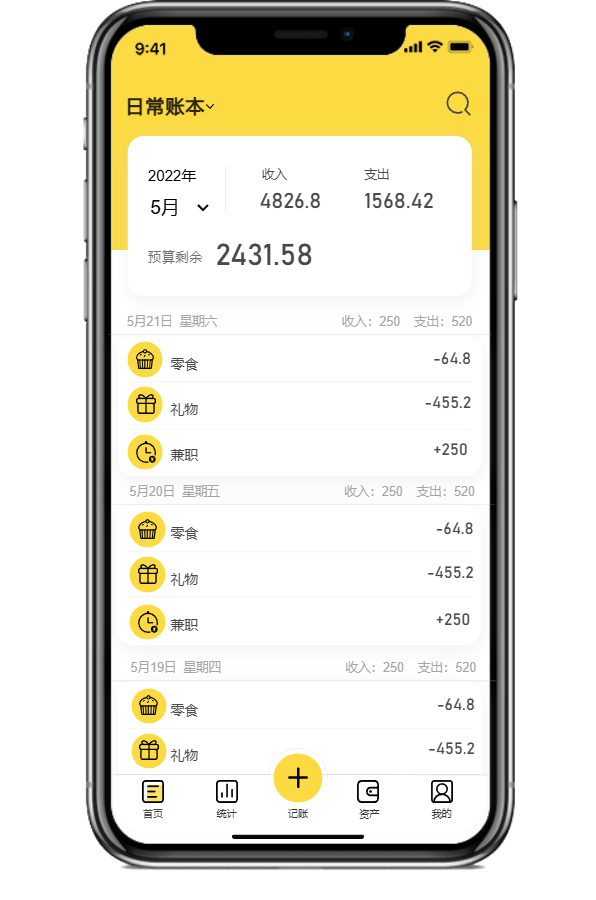 9:41
日常账本
2022年 收入 支出
5月 4826.8 1568.42
预算剩余 2431.58
5月21日 星期六 收入：250 支出：520
零食 -64.8
礼物 -455.2
兼职 +250
5月20日 星期五 收入：250 支出：520
零食 -64.8
礼物 -455.2
兼职 +250
5月19日 星期四 收入：250 支出：520
零食 -64.8
礼物 -455.2
首页 统计 记账 资产 我的